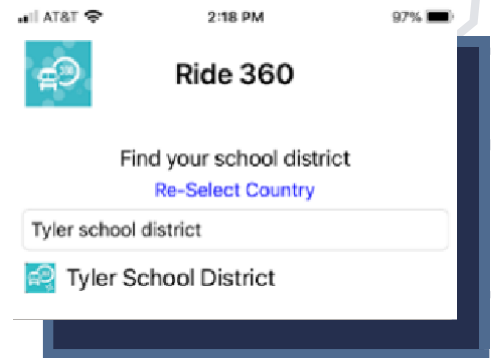 AT&T 2:18 PM 97%
Ride 360
Find your school district
Re-Select Country
Tyler school district
Tyler School District